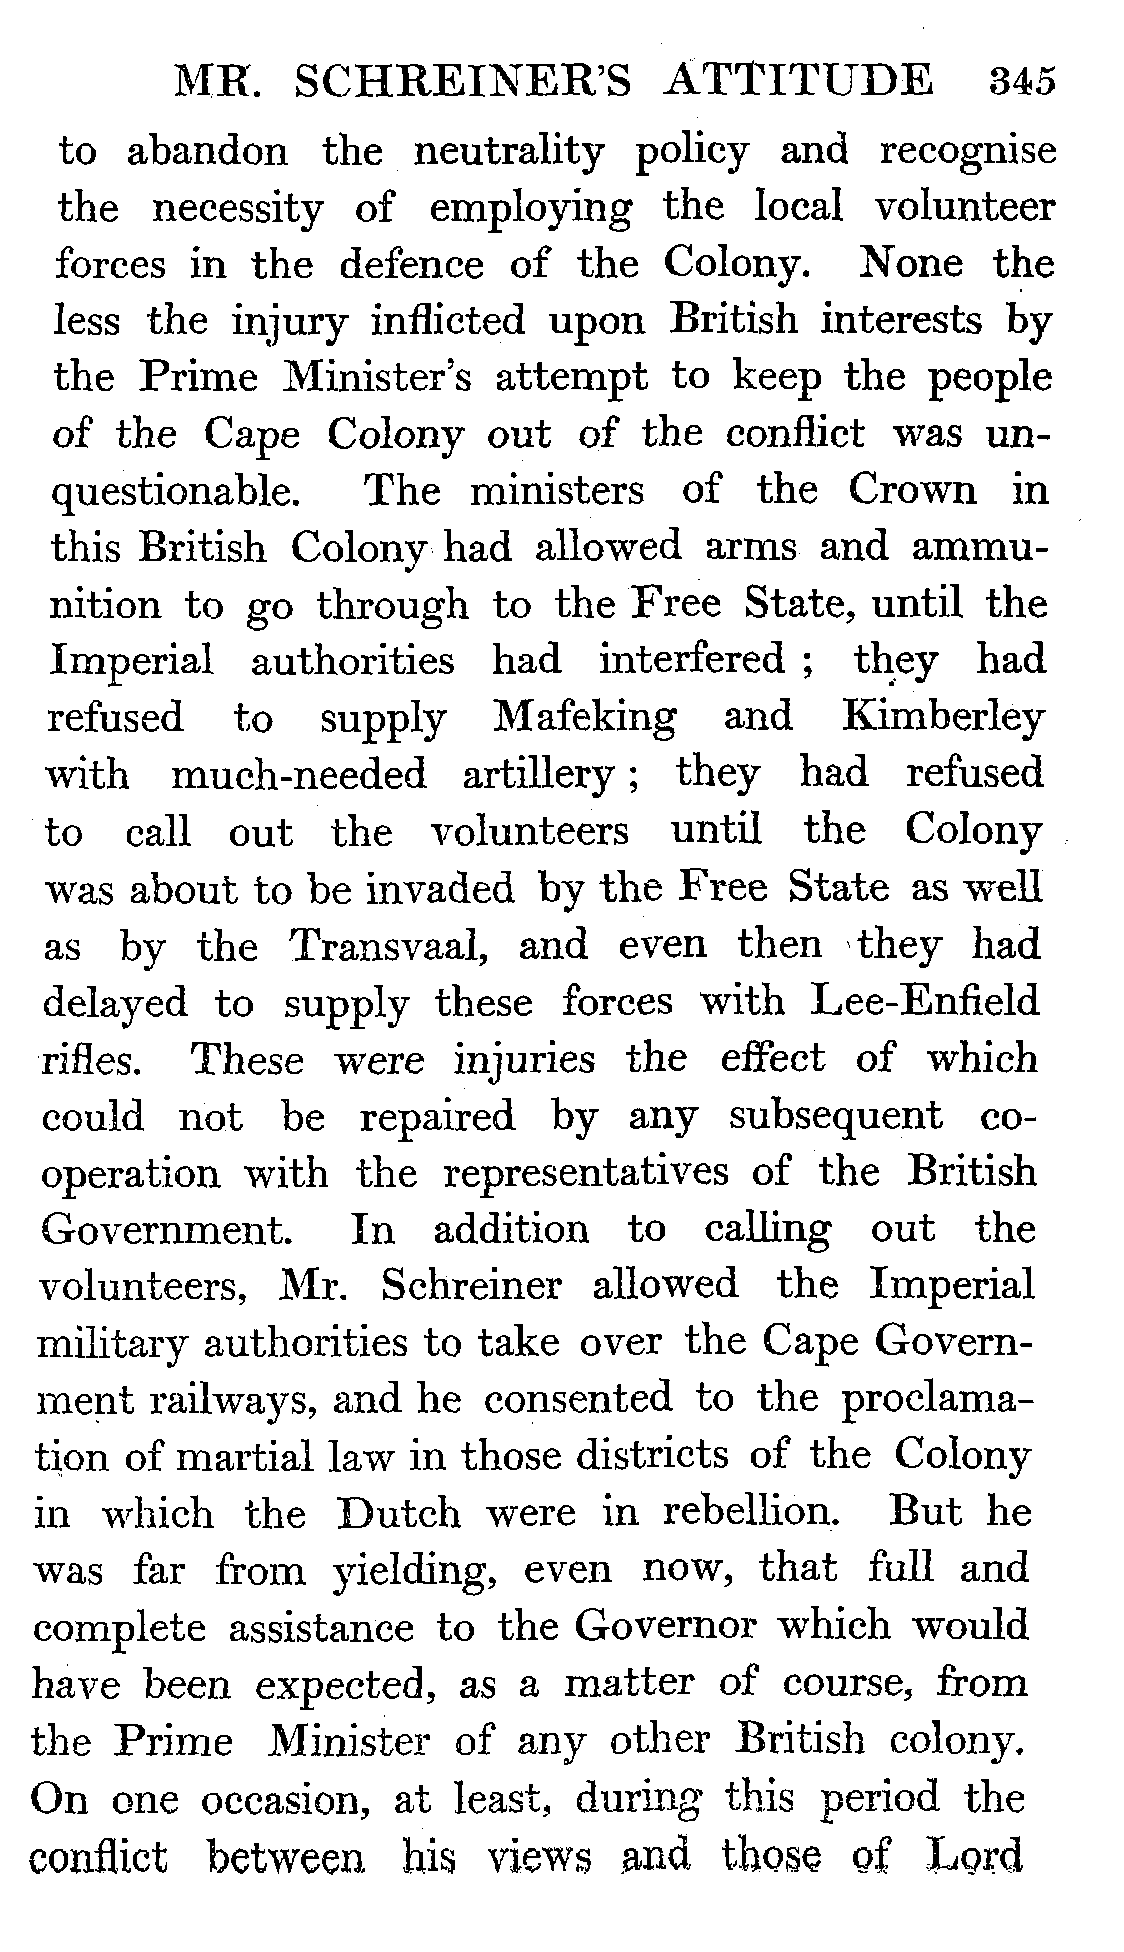 MR. SCHREINER'S ATTITUDE 345
to abandon the neutrality policy and recognise
the necessity of employing the local volunteer
forces in the defence of the Colony. None the
less the injury inflicted upon British interests by
the Prime Minister's attempt to keep the people
of the Cape Colony out of the conflict was un-
questionable. The ministers of the Crown in
this British Colony had allowed arms and ammu-
nition to go through to the Free State, until the
Imperial authorities had interfered ; they had
refused to supply Mafeking and Kimberley
with much-needed artillery ; they had refused
to call out the volunteers until the Colony
was about to be invaded by the Free State as well
as by the Transvaal, and even then they had
delayed to supply these forces with Lee-Enfield
rifles. These were injuries the effect of which
could not be repaired by any subsequent co-
operation with the representatives of the British
Government. In addition to calling out the
volunteers, Mr. Schreiner allowed the Imperial
military authorities to take over the Cape Govern-
ment railways, and he consented to the proclama-
tion of martial law in those districts of the Colony
in which the Dutch were in rebellion. But he
was far from yielding, even now, that full and
complete assistance to the Governor which would
have been expected, as a matter of course, from
the Prime Minister of any other British colony.
On one occasion, at least, during this period the
conflict between his views and those of Lord